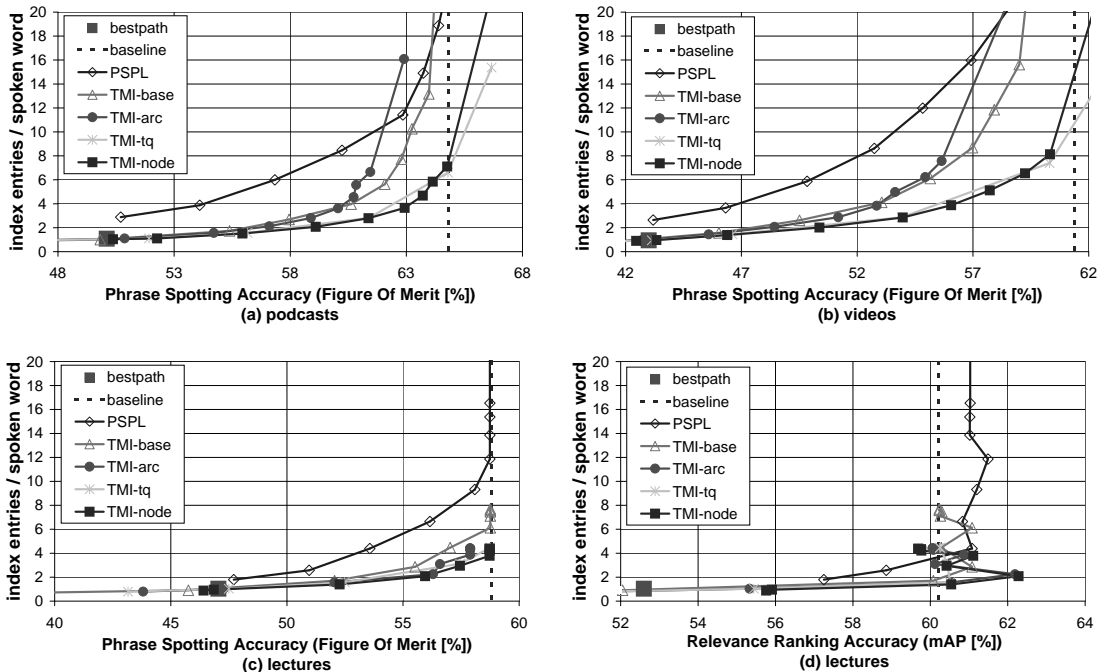 index entries / spoken word
20
18
16
14
12
10
8
6
4
2
0
bestpath
baseline
PSPL
TMI-base
TMI-arc
TMI-tq
TMI-node
48 53 58 63 68
Phrase Spotting Accuracy (Figure Of Merit [%])
(a) podcasts
index entries / spoken word
20
18
16
14
12
10
8
6
4
2
0
bestpath
baseline
PSPL
TMI-base
TMI-arc
TMI-tq
TMI-node
42 47 52 57 62
Phrase Spotting Accuracy (Figure Of Merit [%])
(b) videos
index entries / spoken word
20
18
16
14
12
10
8
6
4
2
0
bestpath
baseline
PSPL
TMI-base
TMI-arc
TMI-tq
TMI-node
40 45 50 55 60
Phrase Spotting Accuracy (Figure Of Merit [%])
(c) lectures
index entries / spoken word
20
18
16
14
12
10
8
6
4
2
0
bestpath
baseline
PSPL
TMI-base
TMI-arc
TMI-tq
TMI-node
52 54 56 58 60 62 64
Relevance Ranking Accuracy (mAP [%])
(d) lectures